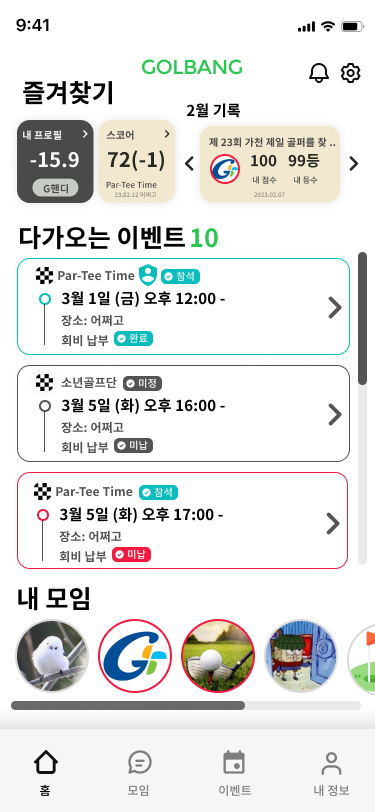 9:41
GOLBANG
즐겨찾기
2월 기록
내 프로필
-15.9
G핸디
스코어
72(-1)
Par-Tee Time
23.02.12 어쩌고
제 23회 가천 제일 골퍼를 찾 ..
100 99등
내 점수 내 등수
2023.02.07
다가오는 이벤트 10
Par-Tee Time 참석
3월 1일 (금) 오후 12:00 -
장소: 어쩌고
회비 납부 완료
소년골프단 미정
3월 5일 (화) 오후 16:00 -
장소: 어쩌고
회비 납부 미납
Par-Tee Time 참석
3월 5일 (화) 오후 17:00 -
장소: 어쩌고
회비 납부 미납
내 모임
홈 모임 이벤트 내 정보